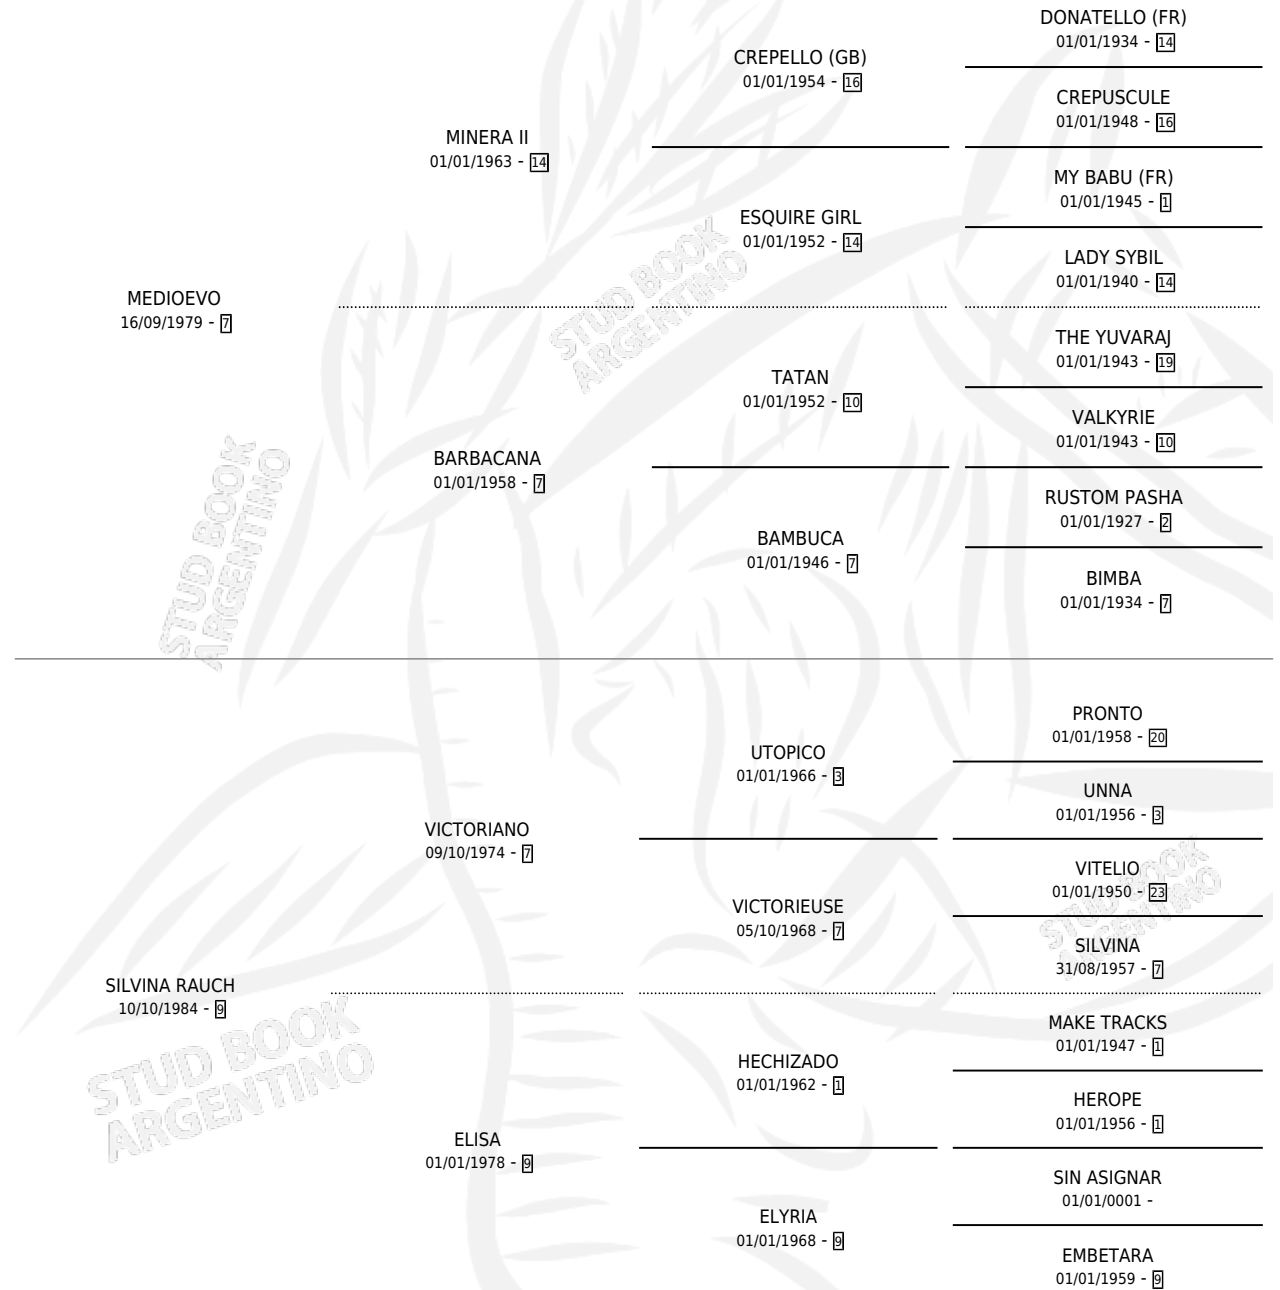 DONATELLO (FR)
01/01/1934 - 14
CREPELLO (GB)
01/01/1954 - 16
CREPUSCULE
01/01/1948 - 16
MINERA II
01/01/1963 - 14
MY BABU (FR)
01/01/1945 - 1
ESQUIRE GIRL
01/01/1952 - 14
LADY SYBIL
01/01/1940 - 14
MEDIOEVO
16/09/1979 - 7
THE YUVARAJ
01/01/1943 - 19
TATAN
01/01/1952 - 10
VALKYRIE
01/01/1943 - 10
BARBACANA
01/01/1958 - 7
RUSTOM PASHA
01/01/1927 - 2
BAMBUCA
01/01/1946 - 7
BIMBA
01/01/1934 - 7
PRONTO
01/01/1958 - 20
UTOPICO
01/01/1966 - 3
UNNA
01/01/1956 - 3
VICTORIANO
09/10/1974 - 7
VITELIO
01/01/1950 - 23
VICTORIEUSE
05/10/1968 - 7
SILVINA
31/08/1957 - 7
SILVINA RAUCH
10/10/1984 - 9
MAKE TRACKS
01/01/1947 - 1
HECHIZADO
01/01/1962 - 1
HEROPE
01/01/1956 - 1
ELISA
01/01/1978 - 9
SIN ASIGNAR
01/01/0001 -
ELYRIA
01/01/1968 - 9
EMBETARA
01/01/1959 - 9
STUD BOOK
ARGENTINO
STUD BOOK
ARGENTINO
STUD BOOK
ARGENTINO
STUD BOOK
ARGENTINO